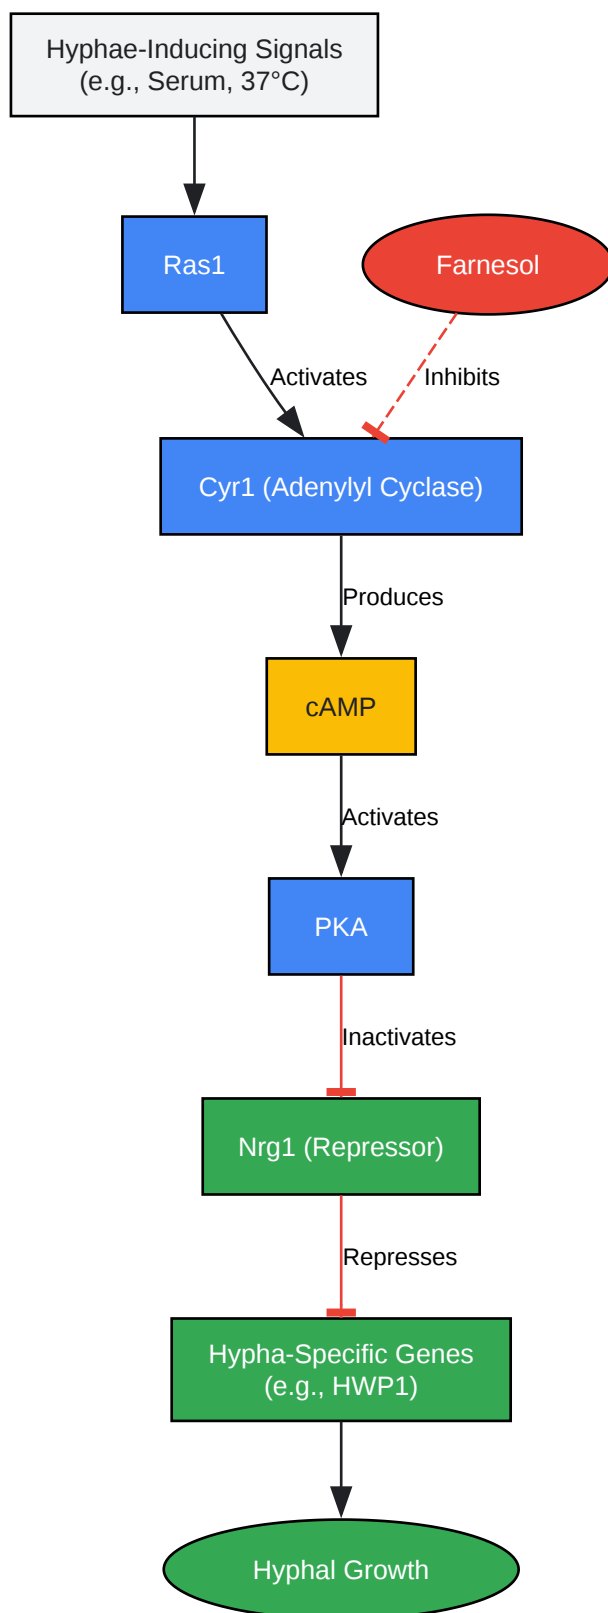 Hyphae-Inducing Signals
(e.g., Serum, 37°C)
Ras1
Farnesol
Activates
Inhibits
Cyr1 (Adenylyl Cyclase)
Produces
cAMP
Activates
PKA
Inactivates
Nrg1 (Repressor)
Represses
Hypha-Specific Genes
(e.g., HWP1)
Hyphal Growth